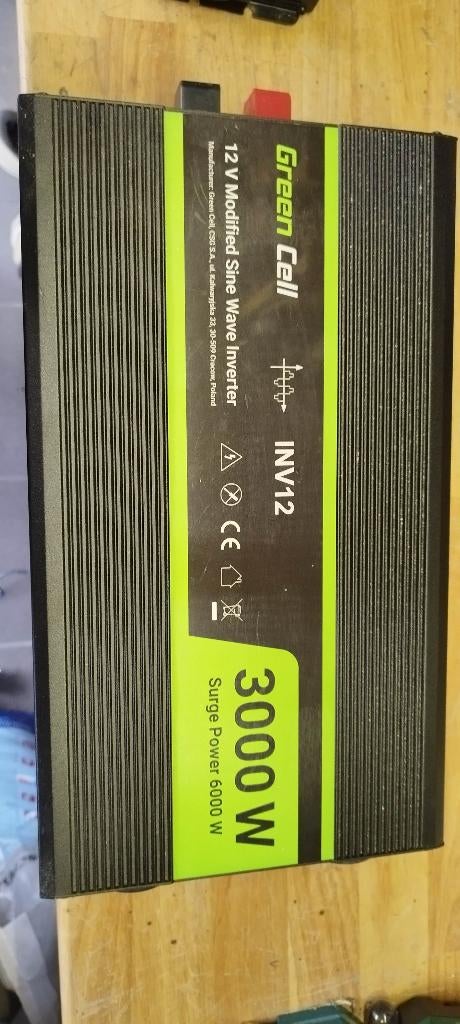 Green Cell
INV12
12 V Modified Sine Wave Inverter
Manufacturer: Green Cell, CSG S.A., ul. Kalwaryjska 33, 30-509 Cracow, Poland
CE
3000 W
Surge Power 6000 W